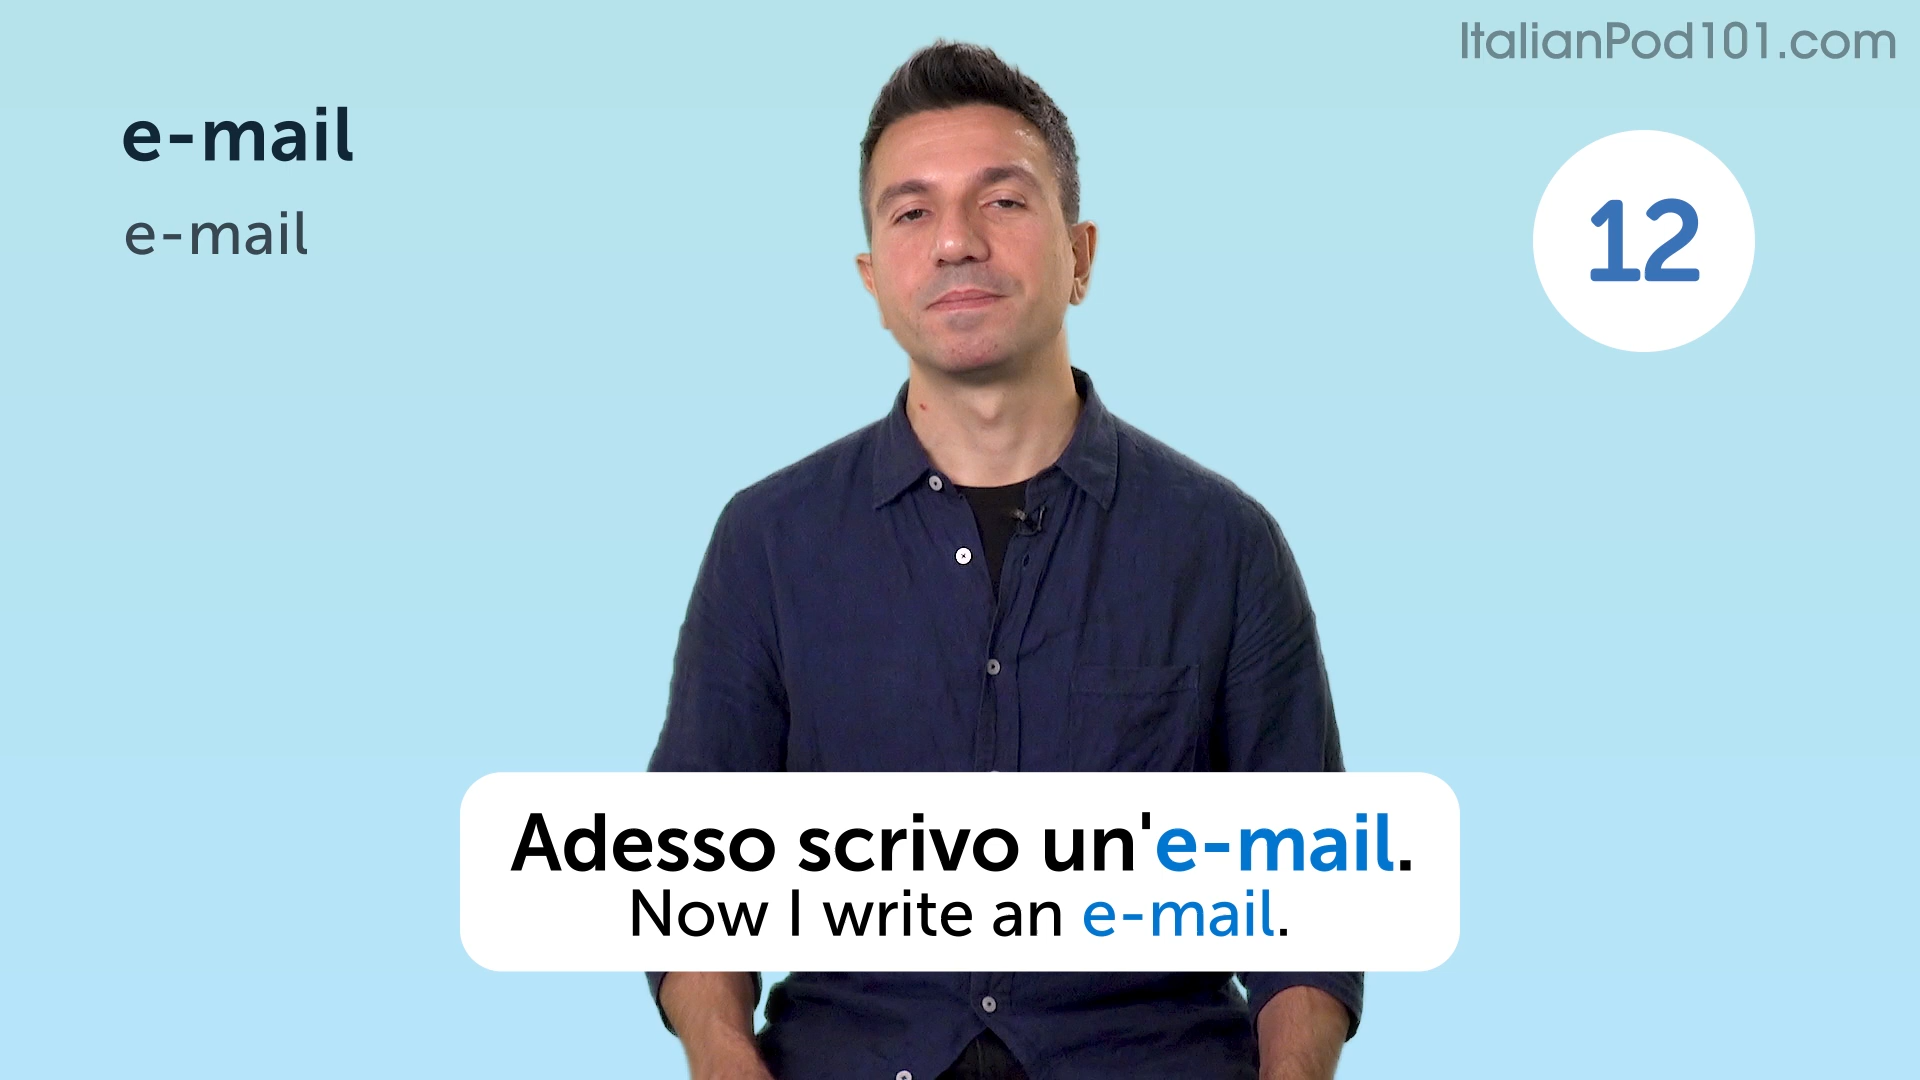 ItalianPod101.com
e-mail
e-mail
12
Adesso scrivo un'e-mail.
Now I write an e-mail.